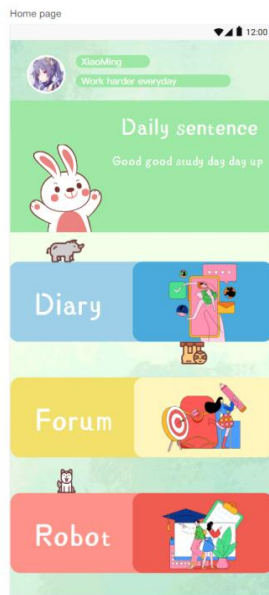 Home page
12:00
XiaoMing
Work harder everyday
Daily sentence
Good good study day day up
Diary
Forum
Robot